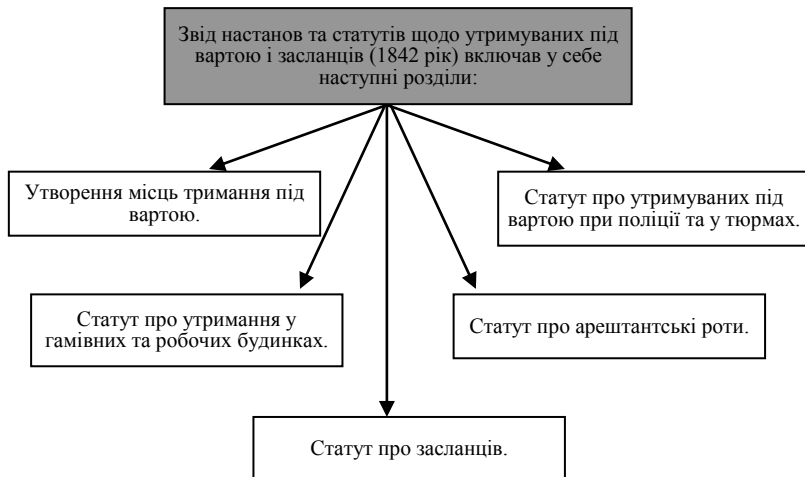 Звід настанов та статутів щодо утримуваних під
вартою і засланців (1842 рік) включав у себе
наступні розділи:
Утворення місць тримання під
вартою.
Статут про утримуваних під
вартою при поліції та у тюрмах.
Статут про утримання у
гамівних та робочих будинках.
Статут про арештантські роти.
Статут про засланців.